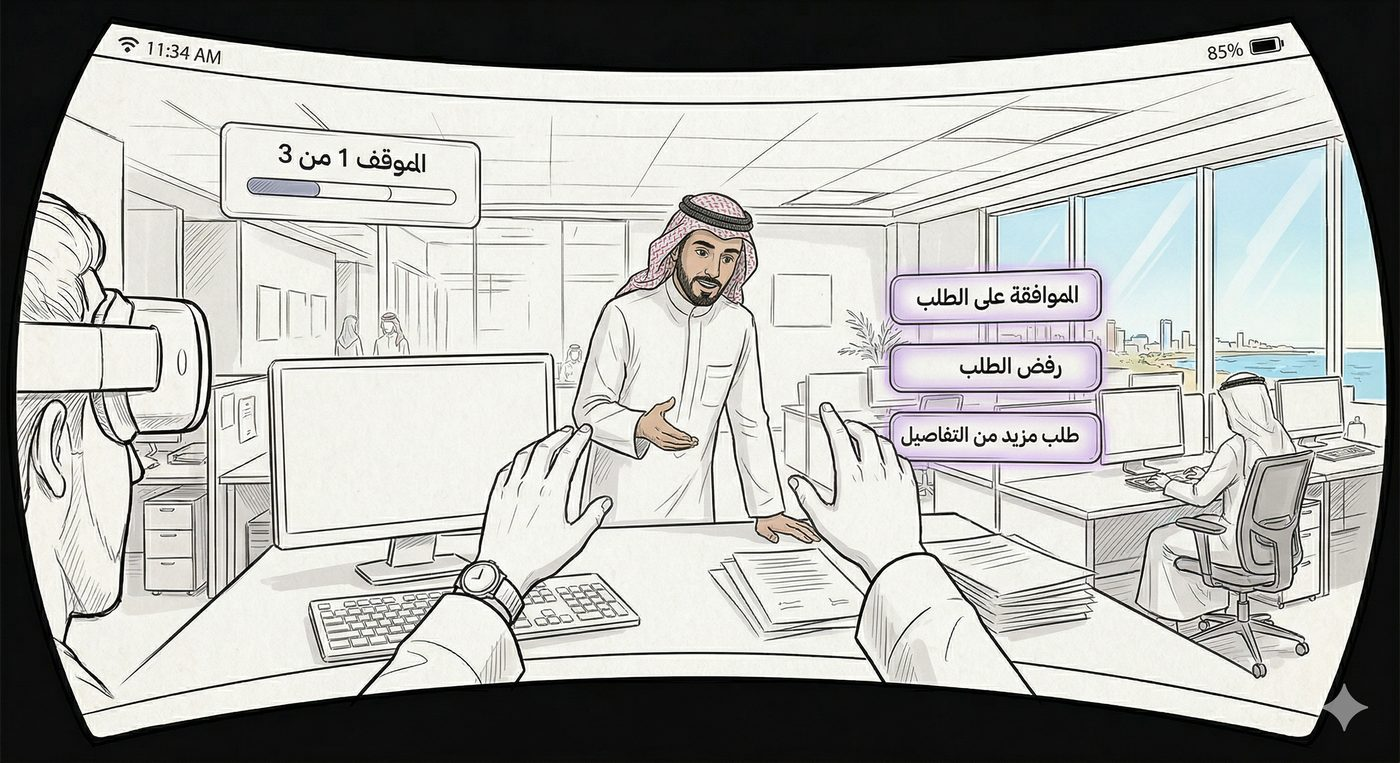 11:34 AM
85%
الموقف 1 من 3
الموافقة على الطلب
رفض الطلب
طلب مزيد من التفاصيل